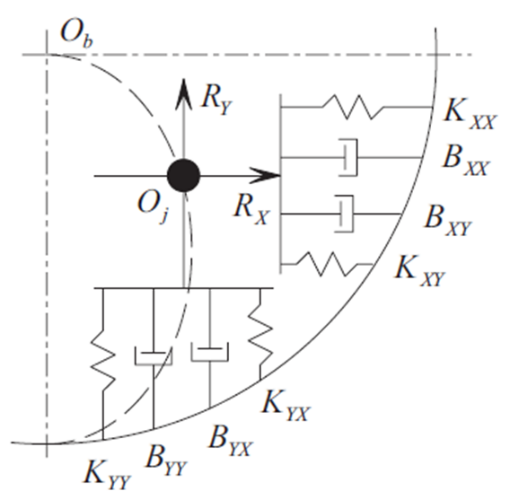 O_b
R_Y
K_XX
B_XX
O_j
R_X
B_XY
K_XY
K_YX
B_YX
B_YY
K_YY